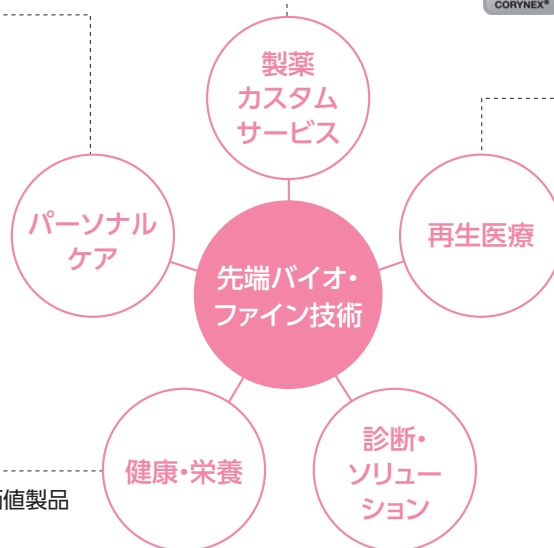 CORYNEX®
製薬
カスタム
サービス
パーソナル
ケア
再生医療
先端バイオ・
ファイン技術
健康・栄養
診断・
ソリュー
ション
値製品